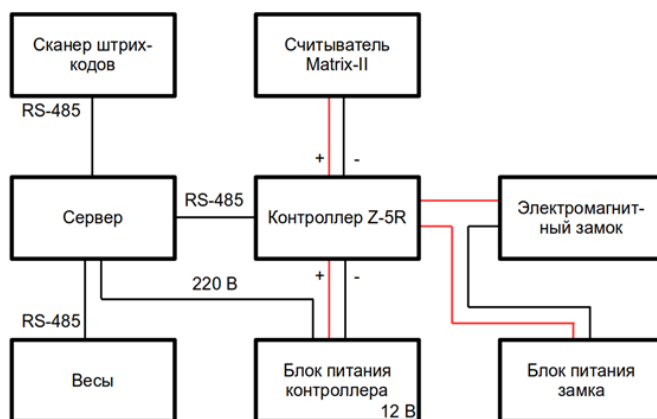 Сканер штрих-
кодов
Считыватель
Matrix-II
RS-485
+ -
Сервер
RS-485
Контроллер Z-5R
Электромагнит-
ный замок
+ -
220 В
RS-485
Весы
Блок питания
контроллера
12 В
Блок питания
замка